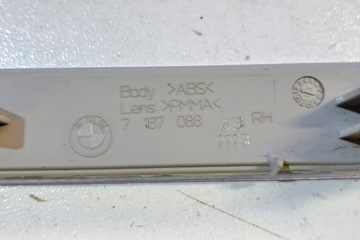 Body >ABS<
Lens >PMMA<
7 187 088 RH